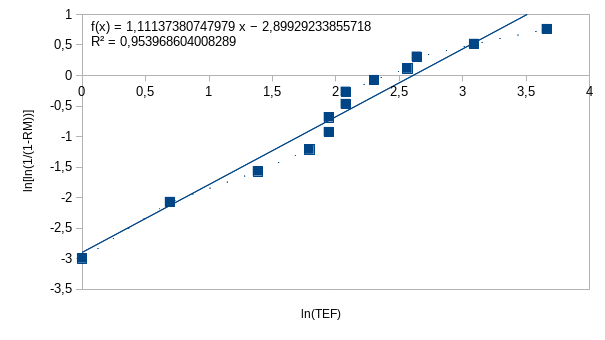 f(x) = 1,11137380747979 x − 2,89929233855718
R² = 0,953968604008289
1
0,5
0
-0,5
-1
-1,5
-2
-2,5
-3
-3,5
0 0,5 1 1,5 2 2,5 3 3,5 4
ln[ln(1/(1-RM))]
ln(TEF)